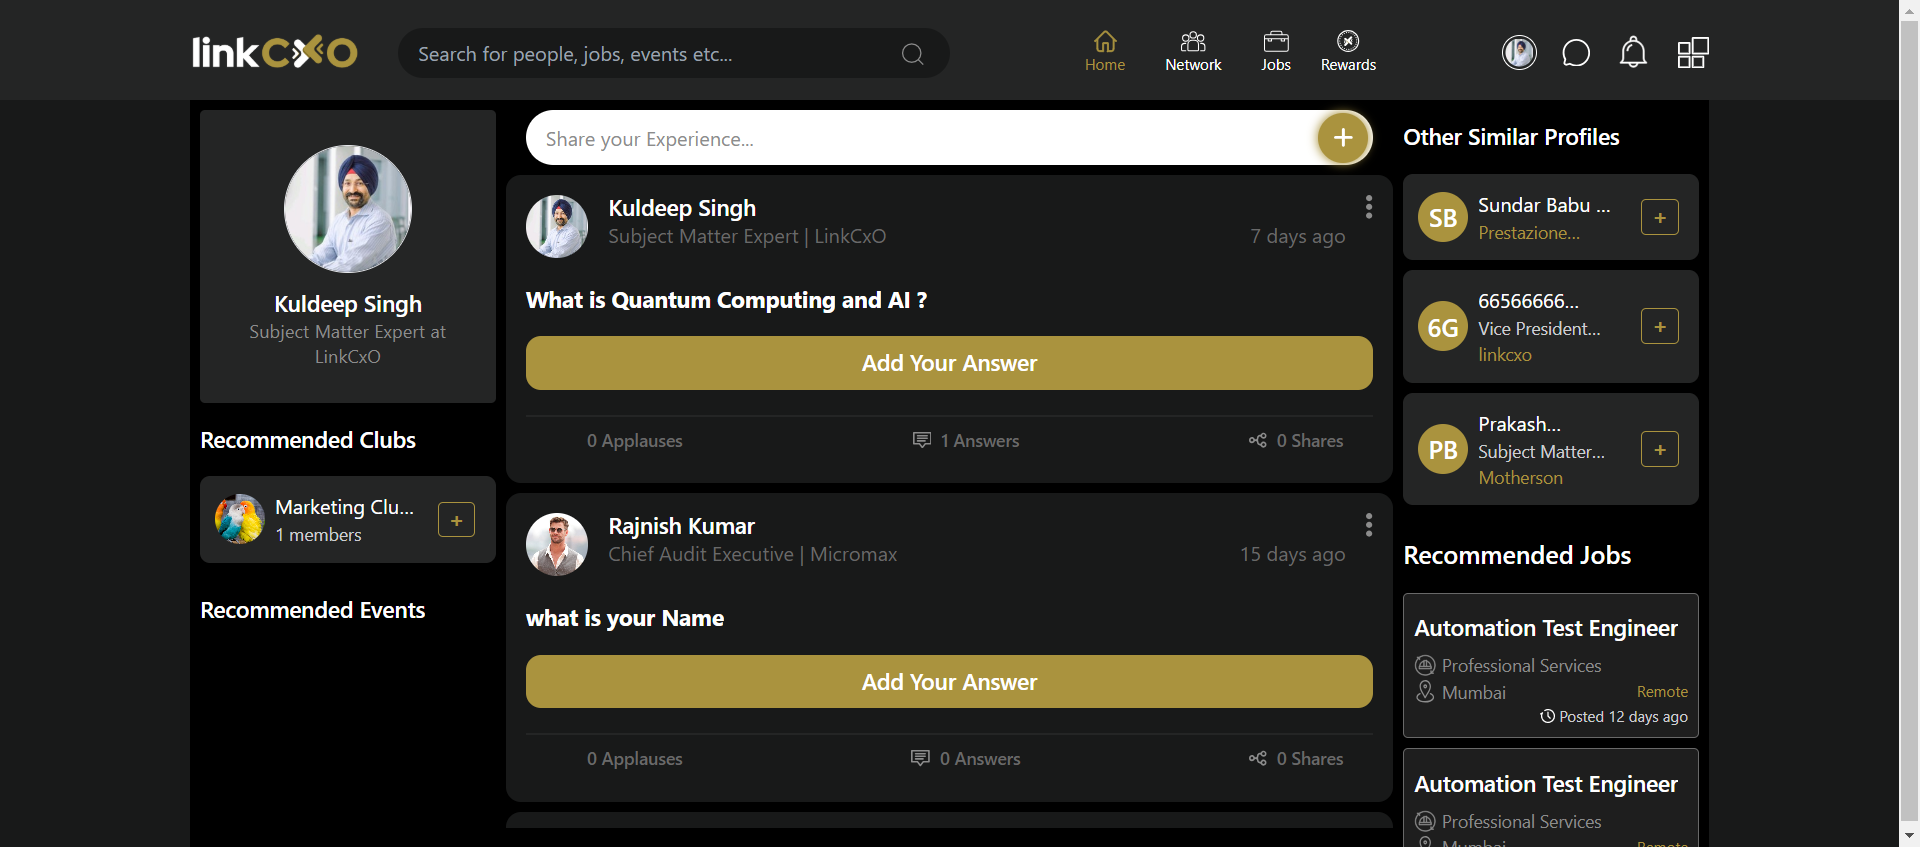 linkCXO
Search for people, jobs, events etc...
Home
Network
Jobs
Rewards
Kuldeep Singh
Subject Matter Expert at
LinkCxO
Recommended Clubs
Marketing Clu...
1 members
+
Recommended Events
Share your Experience...
+
Kuldeep Singh
Subject Matter Expert | LinkCxO
7 days ago
What is Quantum Computing and AI ?
Add Your Answer
0 Applauses
1 Answers
0 Shares
Rajnish Kumar
Chief Audit Executive | Micromax
15 days ago
what is your Name
Add Your Answer
0 Applauses
0 Answers
0 Shares
Other Similar Profiles
SB
Sundar Babu ...
Prestazione...
+
6G
66566666...
Vice President...
linkcxo
+
PB
Prakash...
Subject Matter...
Motherson
+
Recommended Jobs
Automation Test Engineer
Professional Services
Mumbai
Remote
Posted 12 days ago
Automation Test Engineer
Professional Services
Mumbai
Remote